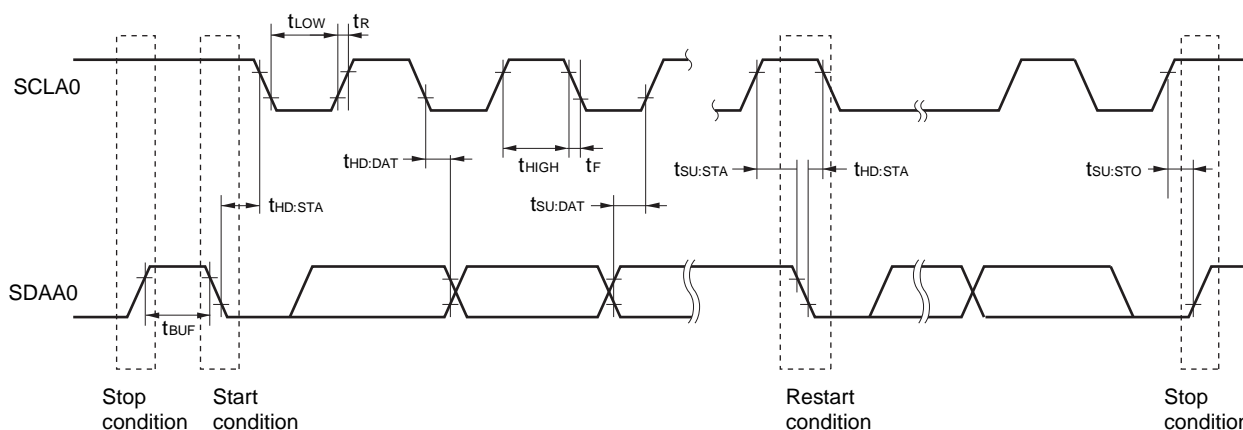 tLOW tR
SCLA0
tHD:DAT tHIGH tF tSU:STA tHD:STA tSU:STO
tHD:STA tSU:DAT
SDAA0
tBUF
Stop condition
Start condition
Restart condition
Stop condition